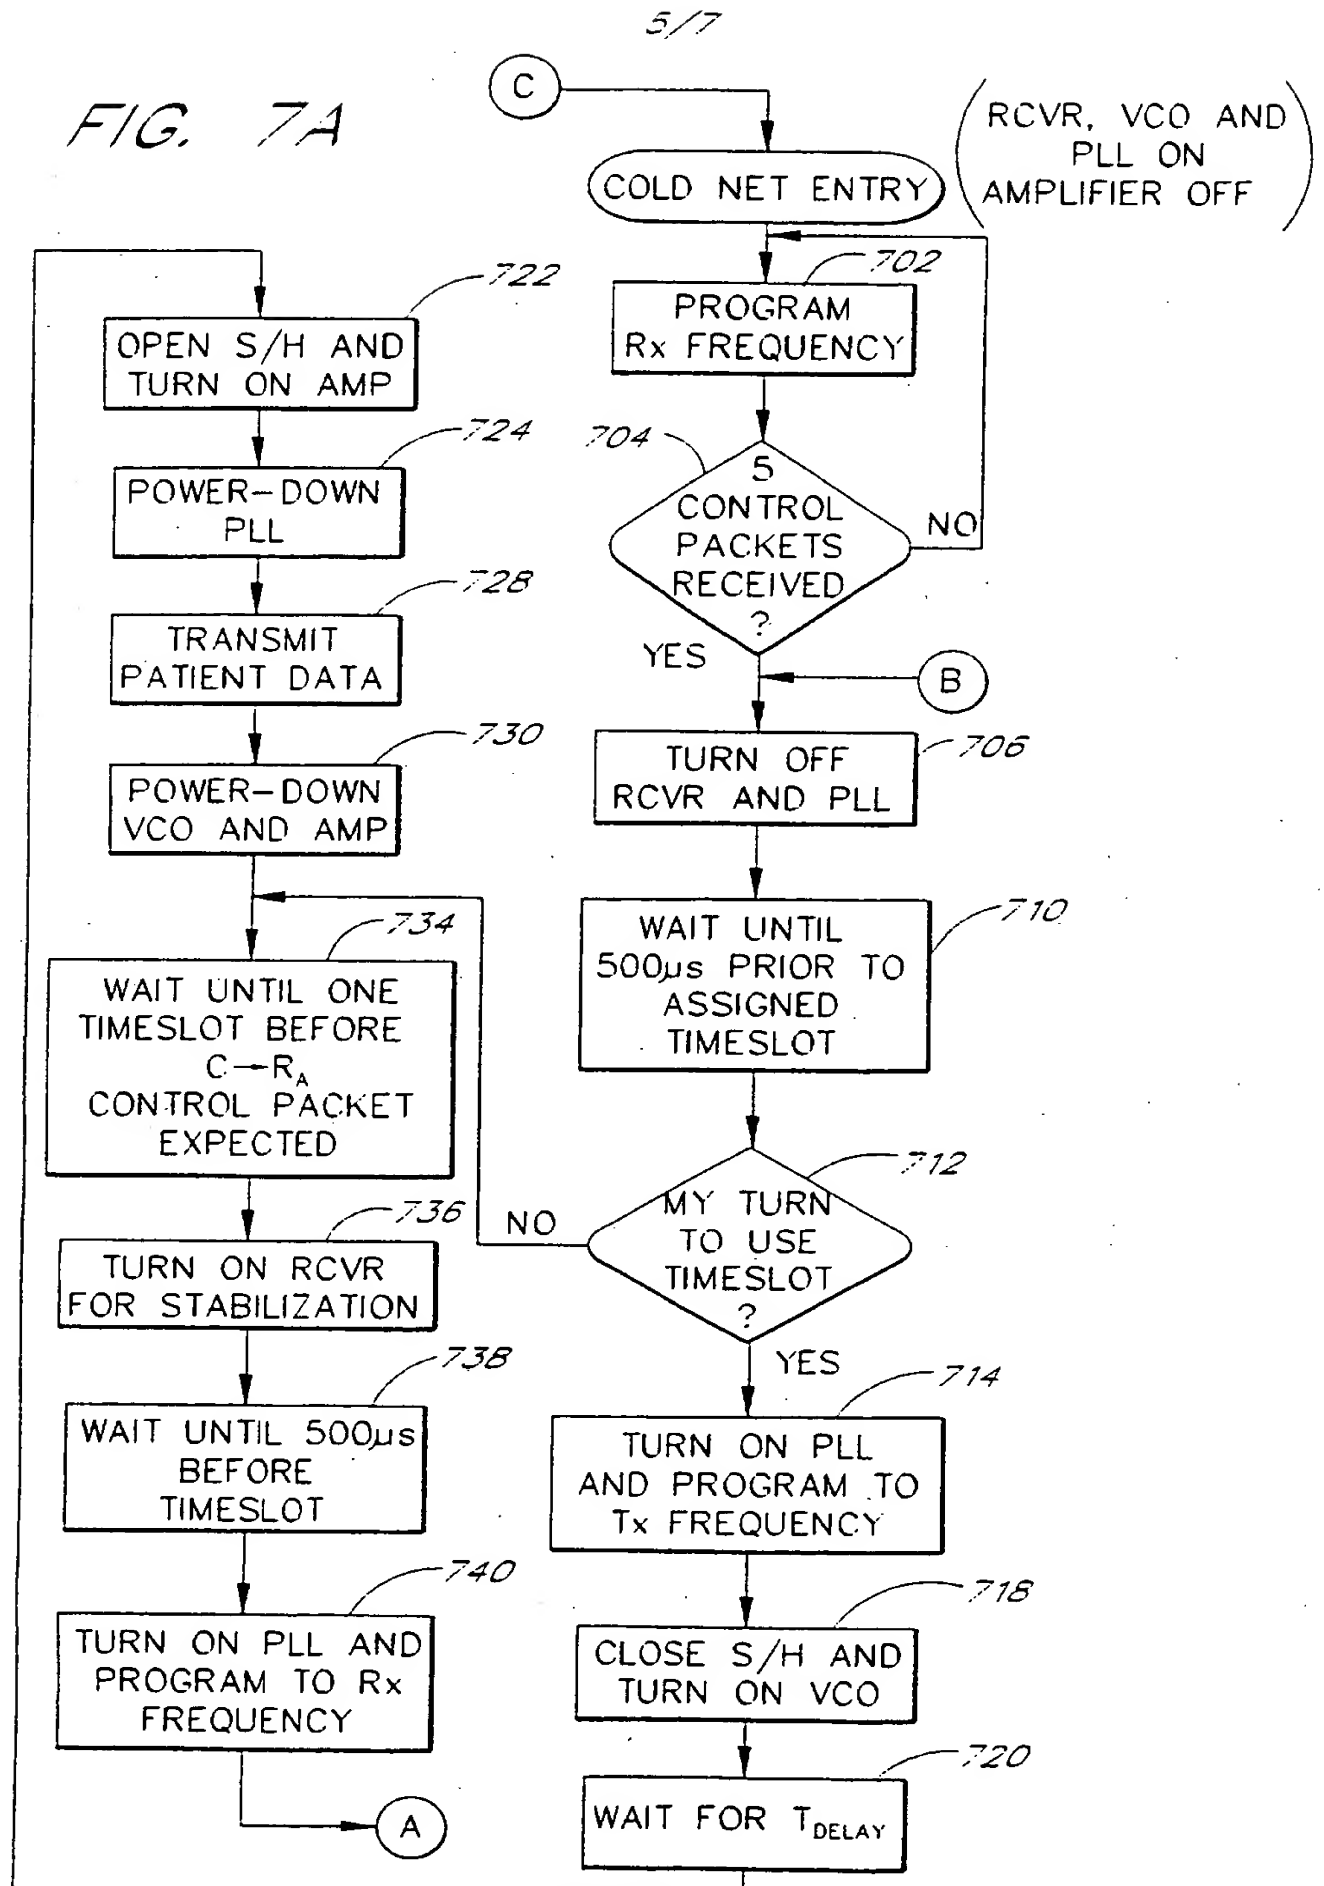 5/7
FIG. 7A
C
COLD NET ENTRY
RCVR, VCO AND
PLL ON
AMPLIFIER OFF
702
PROGRAM
Rx FREQUENCY
704
5
CONTROL
PACKETS
RECEIVED
?
NO
YES
B
706
TURN OFF
RCVR AND PLL
710
WAIT UNTIL
500µs PRIOR TO
ASSIGNED
TIMESLOT
712
MY TURN
TO USE
TIMESLOT
?
NO
YES
714
TURN ON PLL
AND PROGRAM TO
Tx FREQUENCY
718
CLOSE S/H AND
TURN ON VCO
720
WAIT FOR TDELAY
722
OPEN S/H AND
TURN ON AMP
724
POWER-DOWN
PLL
728
TRANSMIT
PATIENT DATA
730
POWER-DOWN
VCO AND AMP
734
WAIT UNTIL ONE
TIMESLOT BEFORE
C→RA
CONTROL PACKET
EXPECTED
736
TURN ON RCVR
FOR STABILIZATION
738
WAIT UNTIL 500µs
BEFORE
TIMESLOT
740
TURN ON PLL AND
PROGRAM TO Rx
FREQUENCY
A